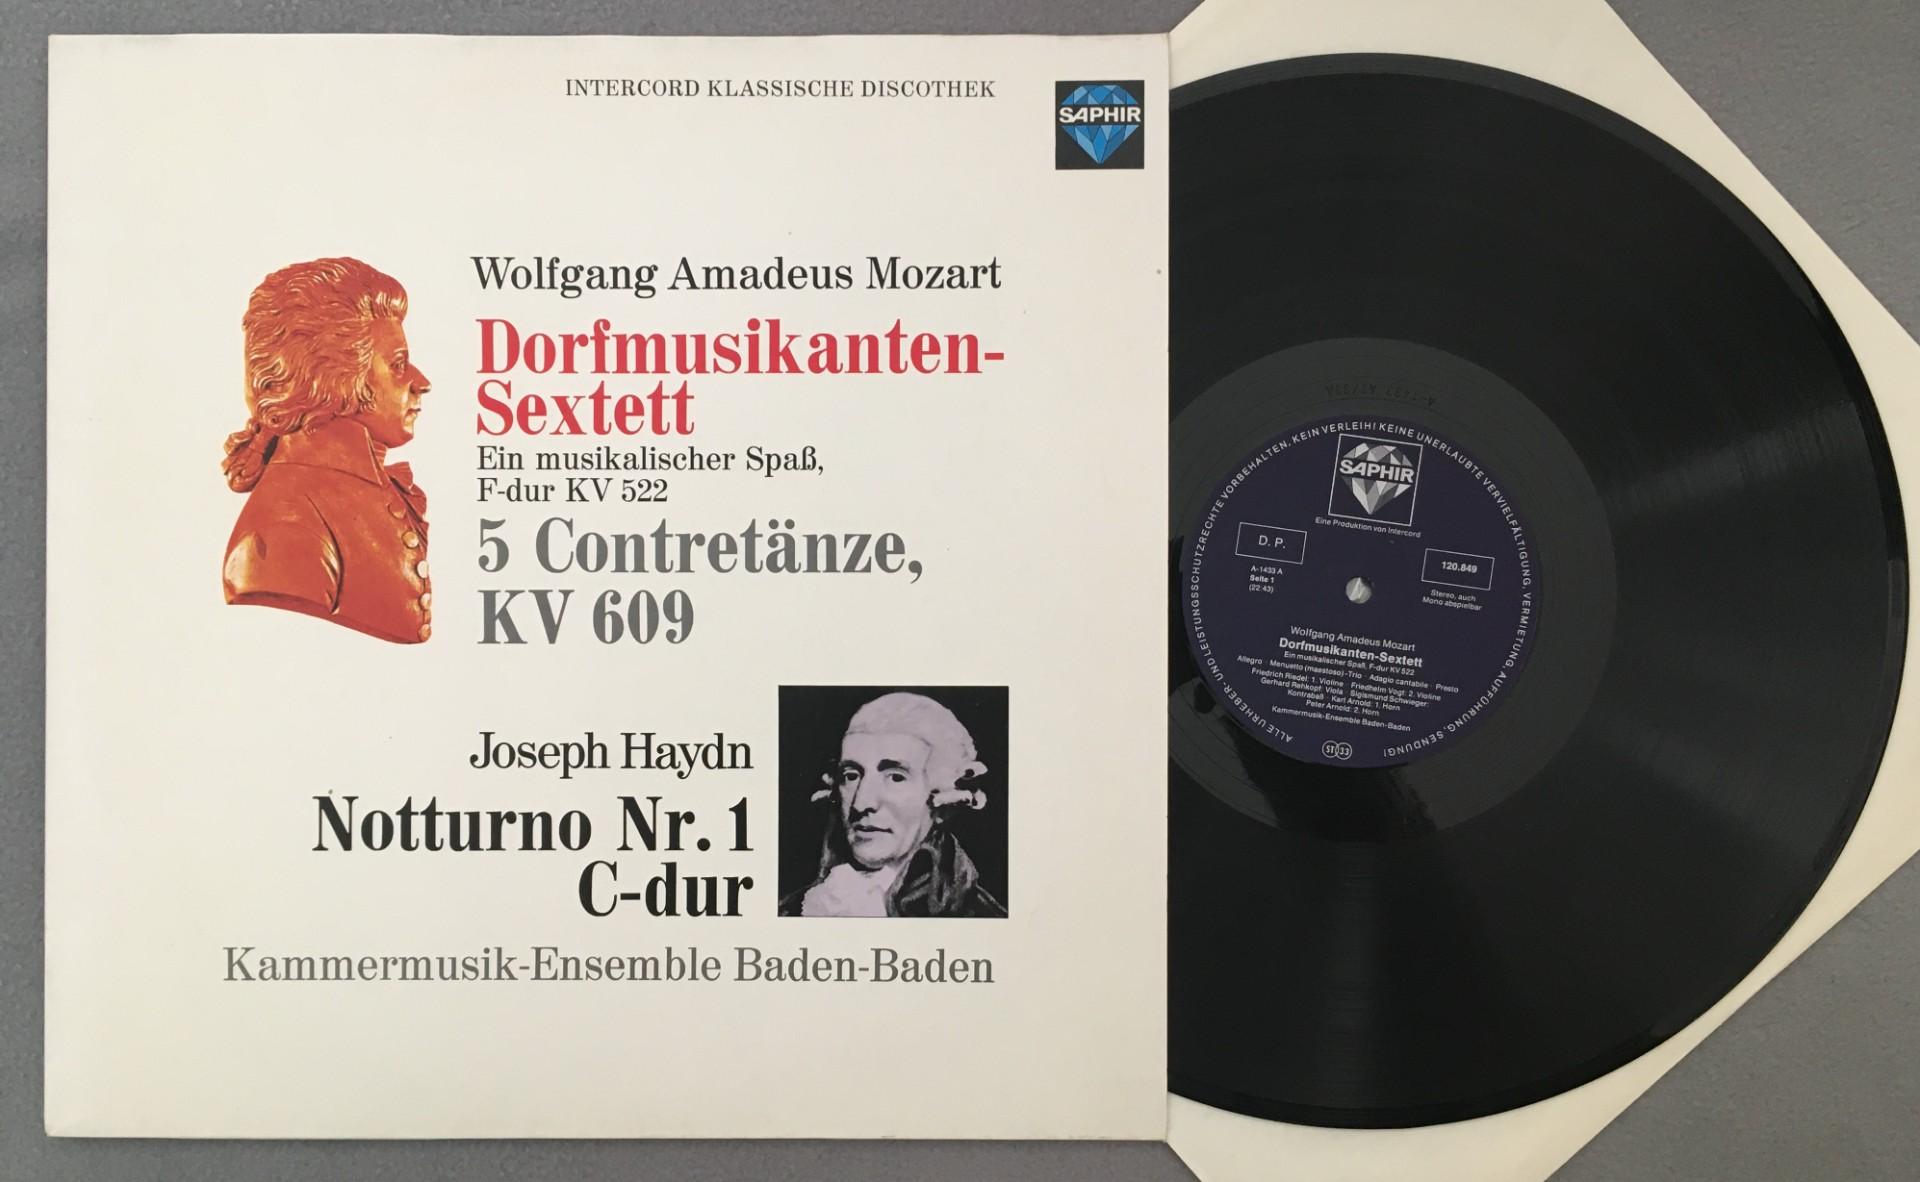 INTERCORD KLASSISCHE DISCOTHEK
SAPHIR
Wolfgang Amadeus Mozart
Dorfmusikanten-
Sextett
Ein musikalischer Spaß,
F-dur KV 522
5 Contretänze,
KV 609
Joseph Haydn
Notturno Nr. 1
C-dur
Kammermusik-Ensemble Baden-Baden
ALLE URHEBER- UND LEISTUNGSSCHUTZRECHTE VORBEHALTEN, KEIN VERLEIH! KEINE UNERLAUBTE VERVIELFÄLTIGUNG, VERMIETUNG, AUFFÜHRUNG, SENDUNG!
SAPHIR
Eine Produktion von Intercord
D. P.
120.849
A-1433 A
Seite 1
(22:43)
Stereo, auch
Mono abspielbar
Wolfgang Amadeus Mozart
Dorfmusikanten-Sextett
Ein musikalischer Spaß, F-dur KV 522
Allegro · Menuetto (maestoso)-Trio · Adagio cantabile · Presto
Friedrich Riedel: 1. Violine · Friedhelm Vogt: 2. Violine
Gerhard Rehkopf: Viola · Sigismund Schwieger:
Kontrabaß · Karl Arnold: 1. Horn
Peter Arnold: 2. Horn
Kammermusik-Ensemble Baden-Baden
ST 33